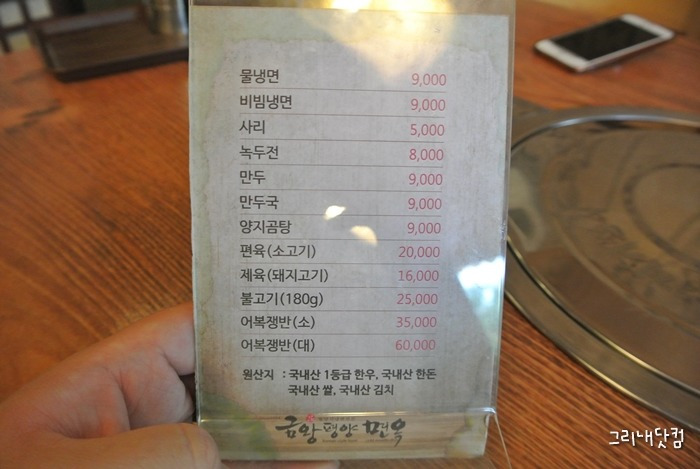 물냉면 9,000
비빔냉면 9,000
사리 5,000
녹두전 8,000
만두 9,000
만두국 9,000
양지곰탕 9,000
편육(소고기) 20,000
제육(돼지고기) 16,000
불고기(180g) 25,000
어복쟁반(소) 35,000
어복쟁반(대) 60,000
원산지 : 국내산 1등급 한우, 국내산 한돈
국내산 쌀, 국내산 김치
금왕평양면옥
그리내닷컴